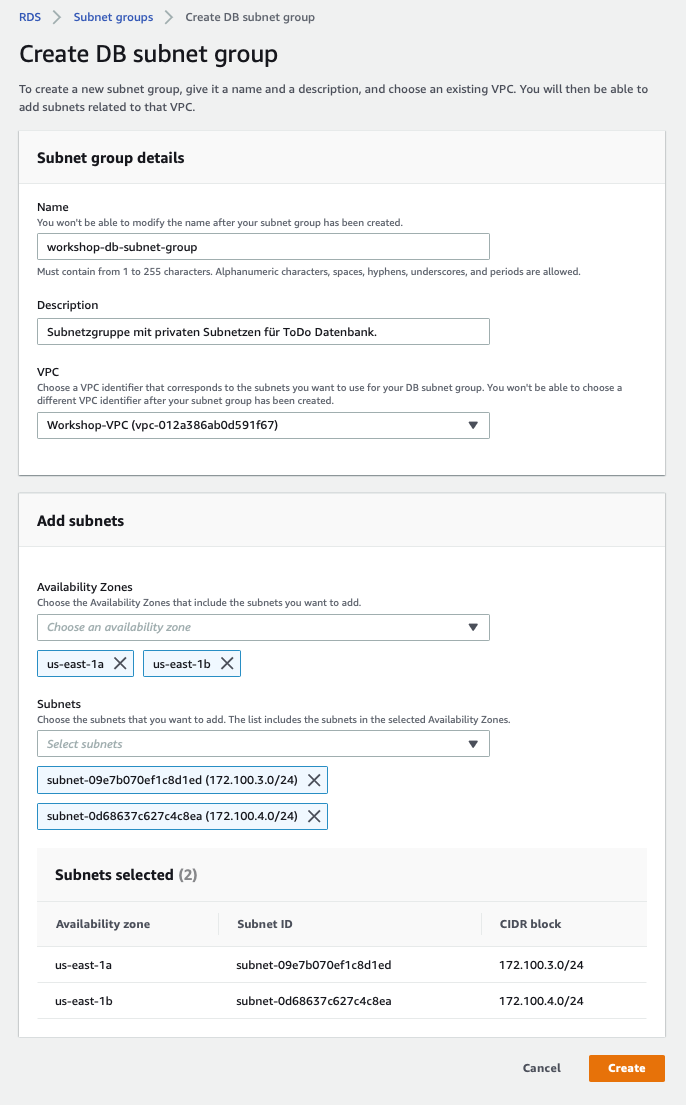 RDS > Subnet groups > Create DB subnet group
Create DB subnet group
To create a new subnet group, give it a name and a description, and choose an existing VPC. You will then be able to
add subnets related to that VPC.
Subnet group details
Name
You won't be able to modify the name after your subnet group has been created.
workshop-db-subnet-group
Must contain from 1 to 255 characters. Alphanumeric characters, spaces, hyphens, underscores, and periods are allowed.
Description
Subnetzgruppe mit privaten Subnetzen für ToDo Datenbank.
VPC
Choose a VPC identifier that corresponds to the subnets you want to use for your DB subnet group. You won't be able to choose a
different VPC identifier after your subnet group has been created.
Workshop-VPC (vpc-012a386ab0d591f67)
Add subnets
Availability Zones
Choose the Availability Zones that include the subnets you want to add.
Choose an availability zone
us-east-1a us-east-1b
Subnets
Choose the subnets that you want to add. The list includes the subnets in the selected Availability Zones.
Select subnets
subnet-09e7b070ef1c8d1ed (172.100.3.0/24)
subnet-0d68637c627c4c8ea (172.100.4.0/24)
Subnets selected (2)
Availability zone Subnet ID CIDR block
us-east-1a subnet-09e7b070ef1c8d1ed 172.100.3.0/24
us-east-1b subnet-0d68637c627c4c8ea 172.100.4.0/24
Cancel Create